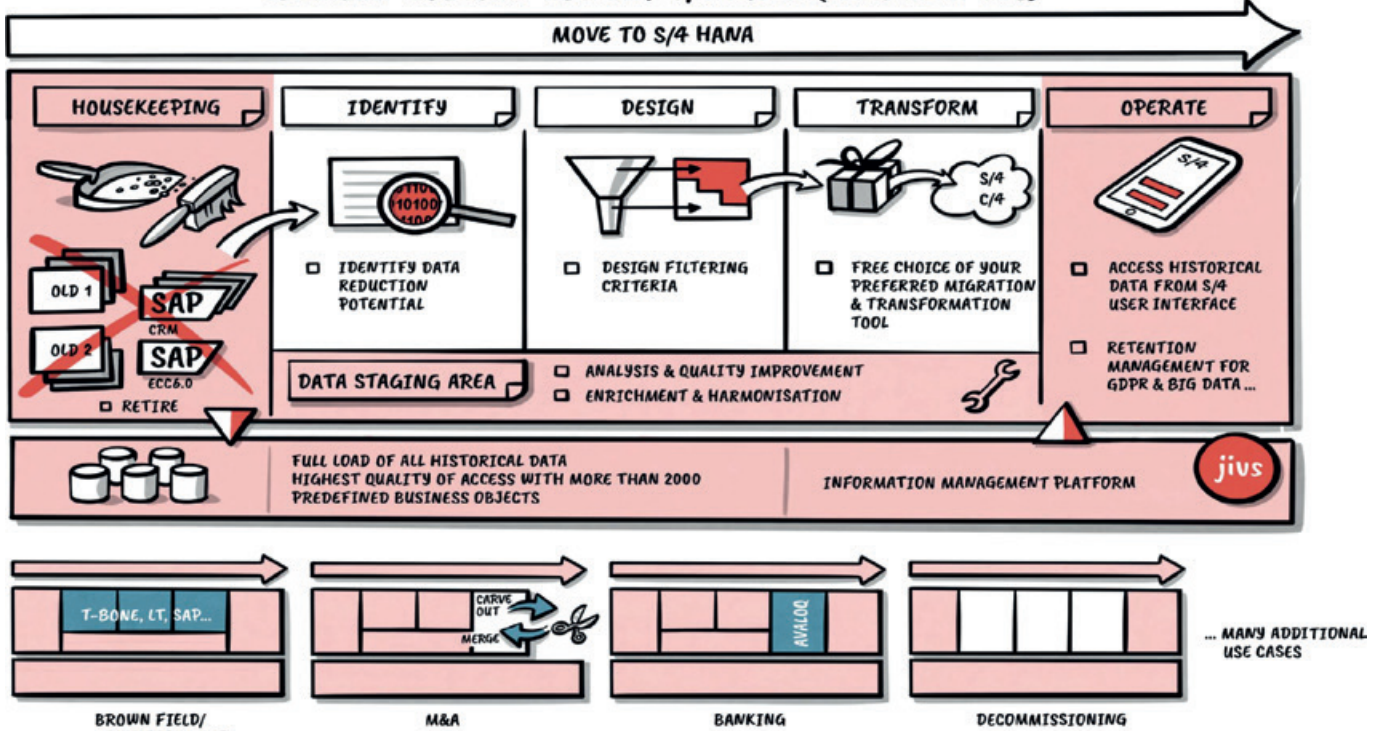 MOVE TO S/4 HANA
HOUSEKEEPING
IDENTIFY
DESIGN
TRANSFORM
OPERATE
OLD 1
SAP
CRM
OLD 2
SAP
ECC6.0
RETIRE
01100
10100
1100
IDENTIFY DATA
REDUCTION
POTENTIAL
DESIGN FILTERING
CRITERIA
S/4
C/4
FREE CHOICE OF YOUR
PREFERRED MIGRATION
& TRANSFORMATION
TOOL
S/4
ACCESS HISTORICAL
DATA FROM S/4
USER INTERFACE
RETENTION
MANAGEMENT FOR
GDPR & BIG DATA ...
DATA STAGING AREA
ANALYSIS & QUALITY IMPROVEMENT
ENRICHMENT & HARMONISATION
FULL LOAD OF ALL HISTORICAL DATA
HIGHEST QUALITY OF ACCESS WITH MORE THAN 2000
PREDEFINED BUSINESS OBJECTS
INFORMATION MANAGEMENT PLATFORM
jivs
T-BONE, LT, SAP...
BROWN FIELD/
CARVE
OUT
MERGE
M&A
AVALOQ
BANKING
DECOMMISSIONING
... MANY ADDITIONAL
USE CASES